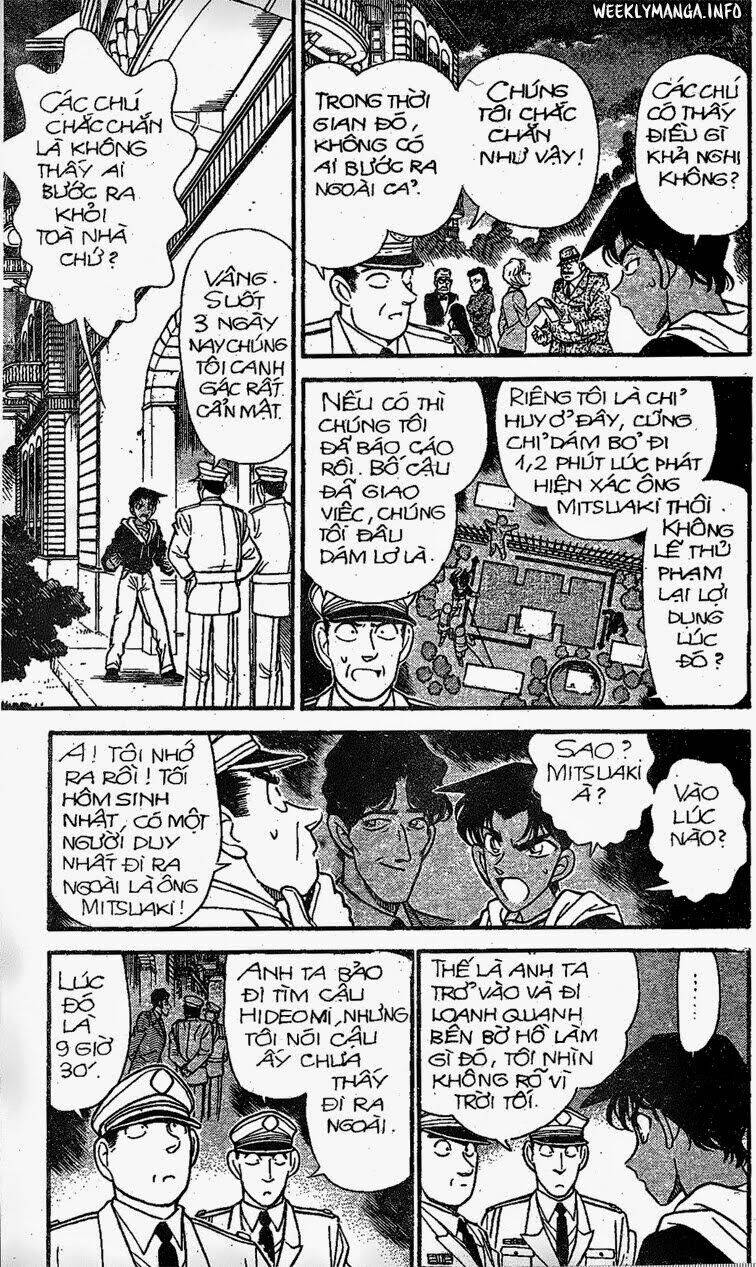 WEEKLYMANGA.INFO
CÁC CHÚ
CHẮC CHẮN
LÀ KHÔNG
THẤY AI
BƯỚC RA
KHỎI
TOÀ NHÀ
CHỨ?
VÂNG.
SUỐT
3 NGÀY
NAY CHÚNG
TÔI CANH
GÁC RẤT
CẨN MẬT.
TRONG THỜI
GIAN ĐÓ,
KHÔNG CÓ
AI BƯỚC RA
NGOÀI CẢ.
CHÚNG
TÔI CHẮC
CHẮN
NHƯ VẬY!
CÁC CHÚ
CÓ THẤY
ĐIỀU GÌ
KHẢ NGHI
KHÔNG?
NẾU CÓ THÌ
CHÚNG TÔI
ĐÃ BÁO CÁO
RỒI. BỐ CẬU
ĐÃ GIAO
VIỆC, CHÚNG
TÔI ĐÂU
DÁM LƠ LÀ.
RIÊNG TÔI LÀ CHỈ
HUY Ở ĐÂY, CŨNG
CHỈ DÁM BỎ ĐI
1,2 PHÚT LÚC PHÁT
HIỆN XÁC ÔNG
MITSUAKI THÔI.
KHÔNG
LẼ THỦ
PHẠM
LẠI LỢI
DỤNG
LÚC
ĐÓ?
A! TÔI NHỚ
RA RỒI! TỐI
HÔM SINH
NHẬT, CÓ MỘT
NGƯỜI DUY
NHẤT ĐI RA
NGOÀI LÀ ÔNG
MITSUAKI!
SAO?
MITSUAKI
À?
VÀO
LÚC
NÀO?
LÚC
ĐÓ
LÀ
9 GIỜ
30'.
ANH TA BẢO
ĐI TÌM CẬU
HIDEOMI, NHƯNG
TÔI NÓI CẬU
ẤY CHƯA
THẤY
ĐI RA
NGOÀI.
THẾ LÀ ANH TA
TRỞ VÀO VÀ ĐI
LOANH QUANH
BÊN BỜ HỒ LÀM
GÌ ĐÓ, TÔI NHÌN
KHÔNG RÕ VÌ
TRỜI TỐI.
......